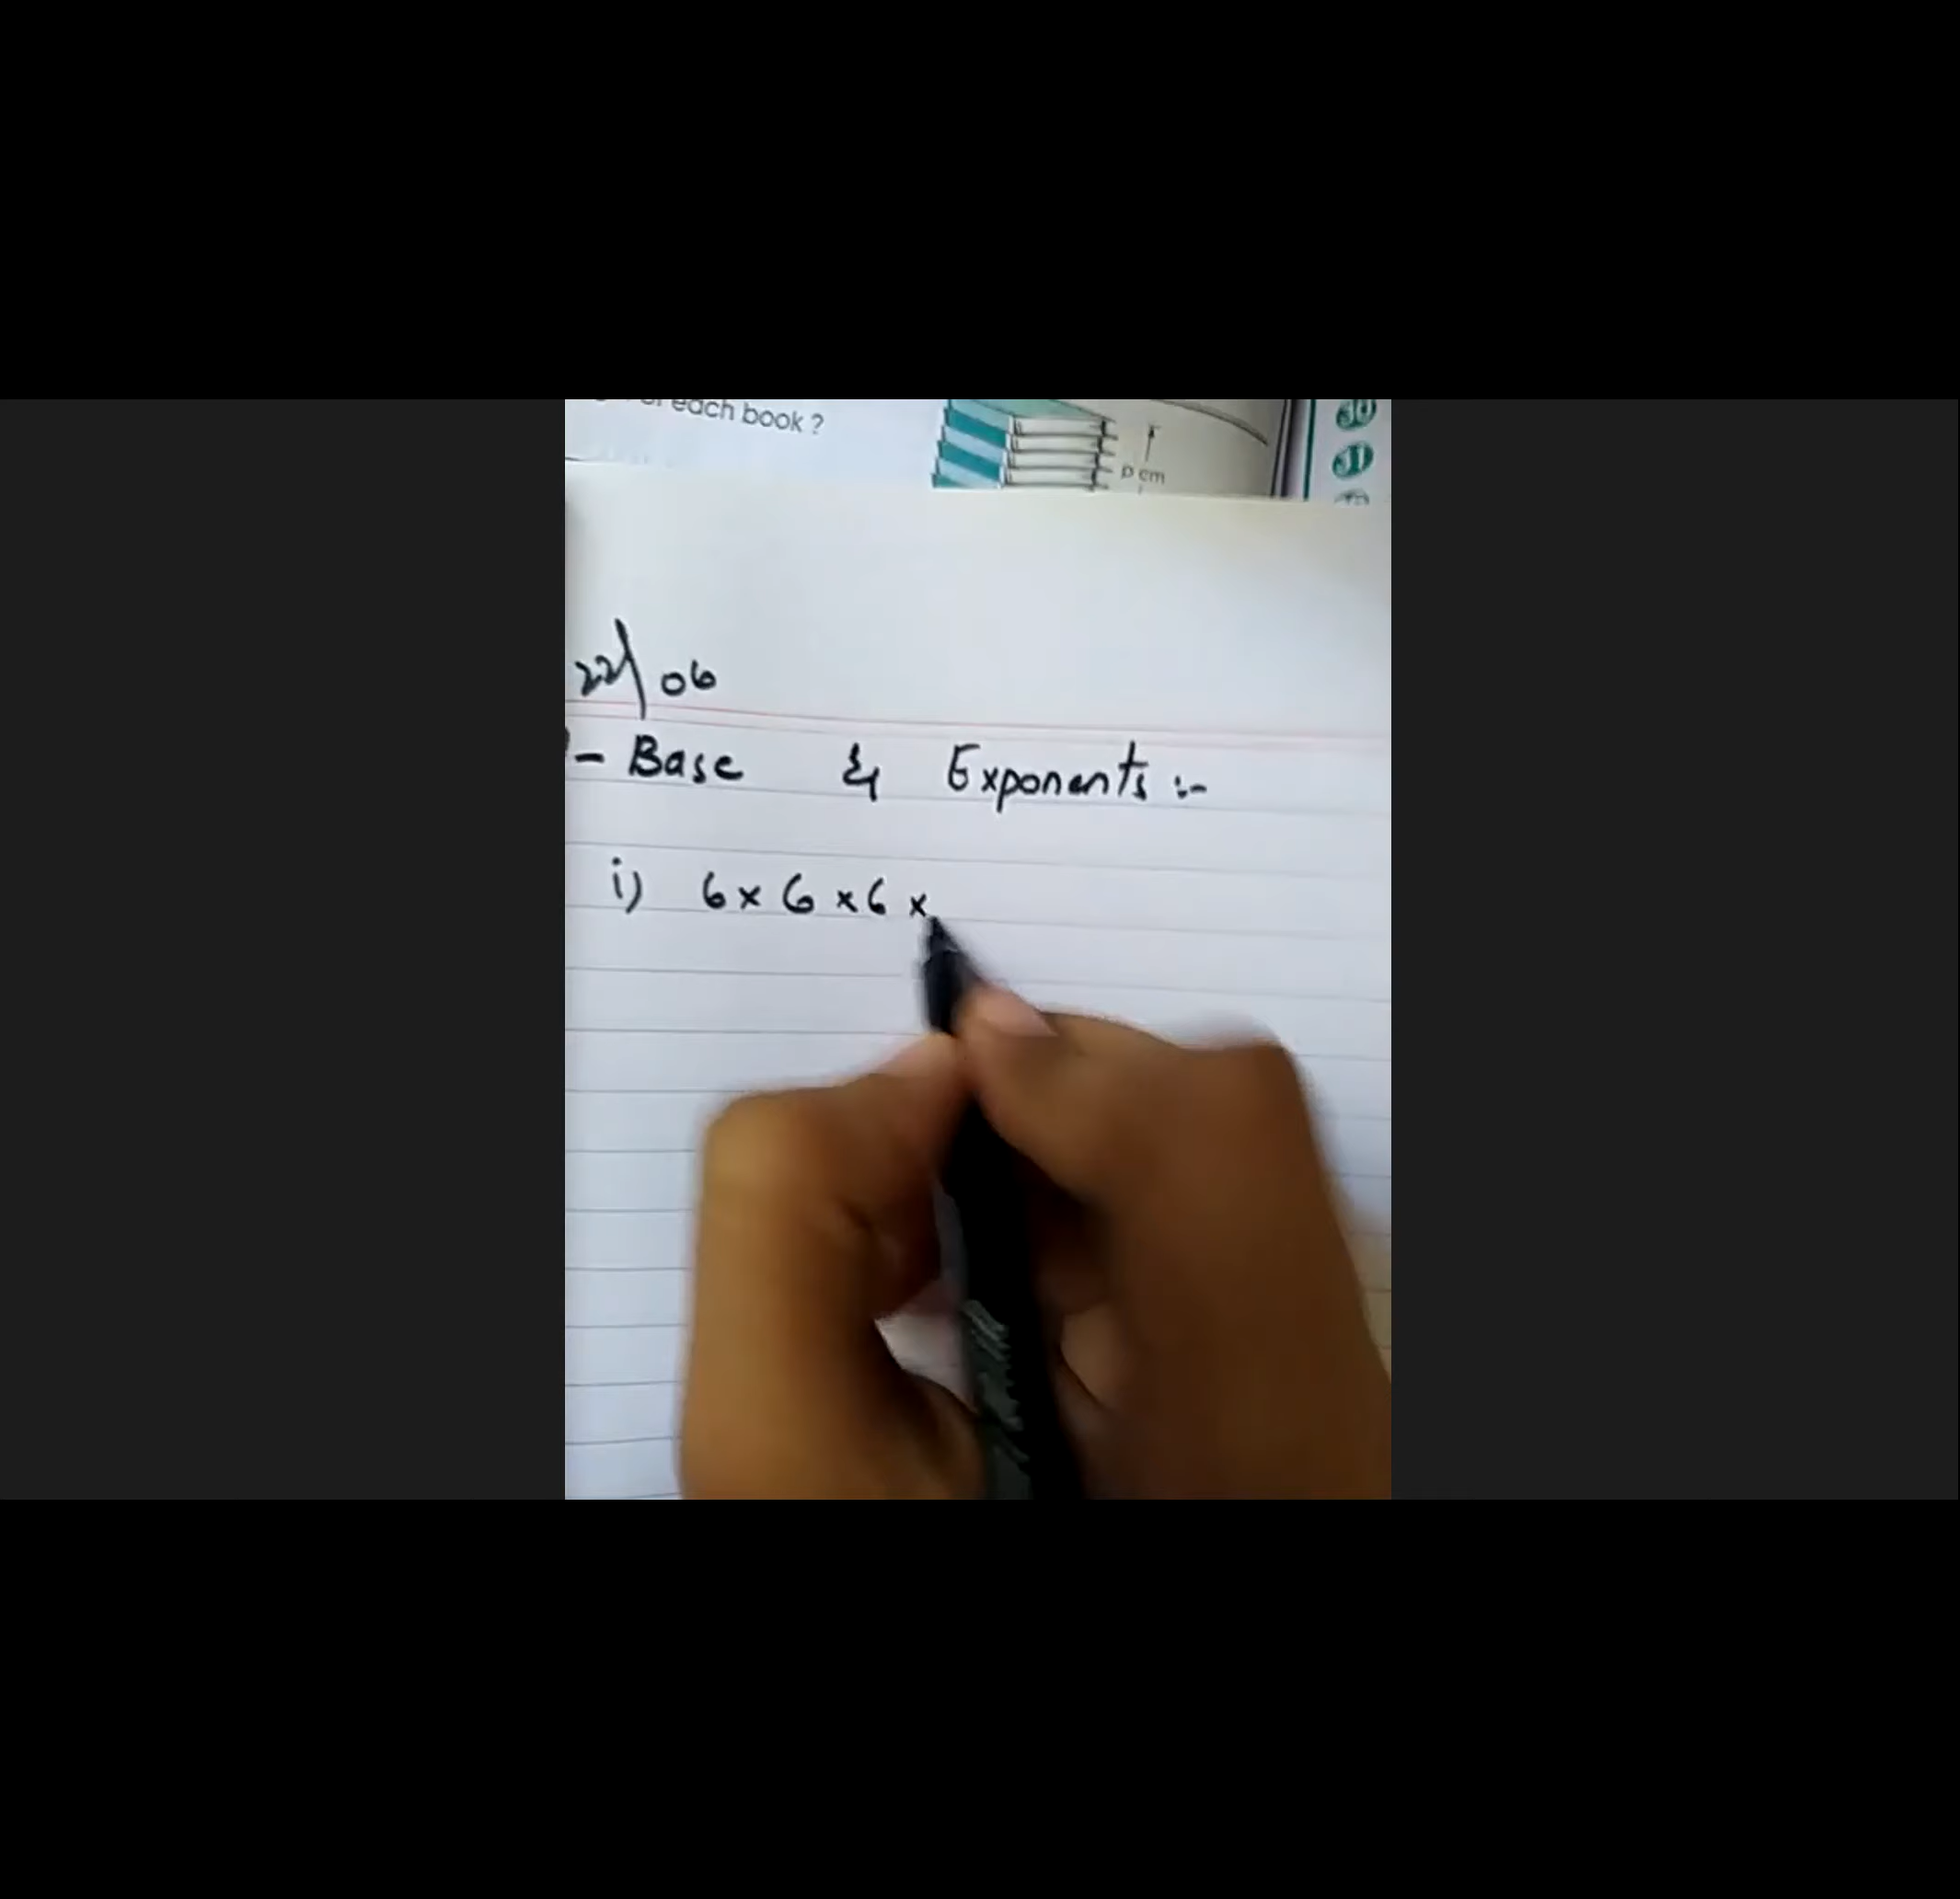 each book ?
p cm
30
31
22\06
- Base & Exponents :-
i) 6 × 6 × 6 ×